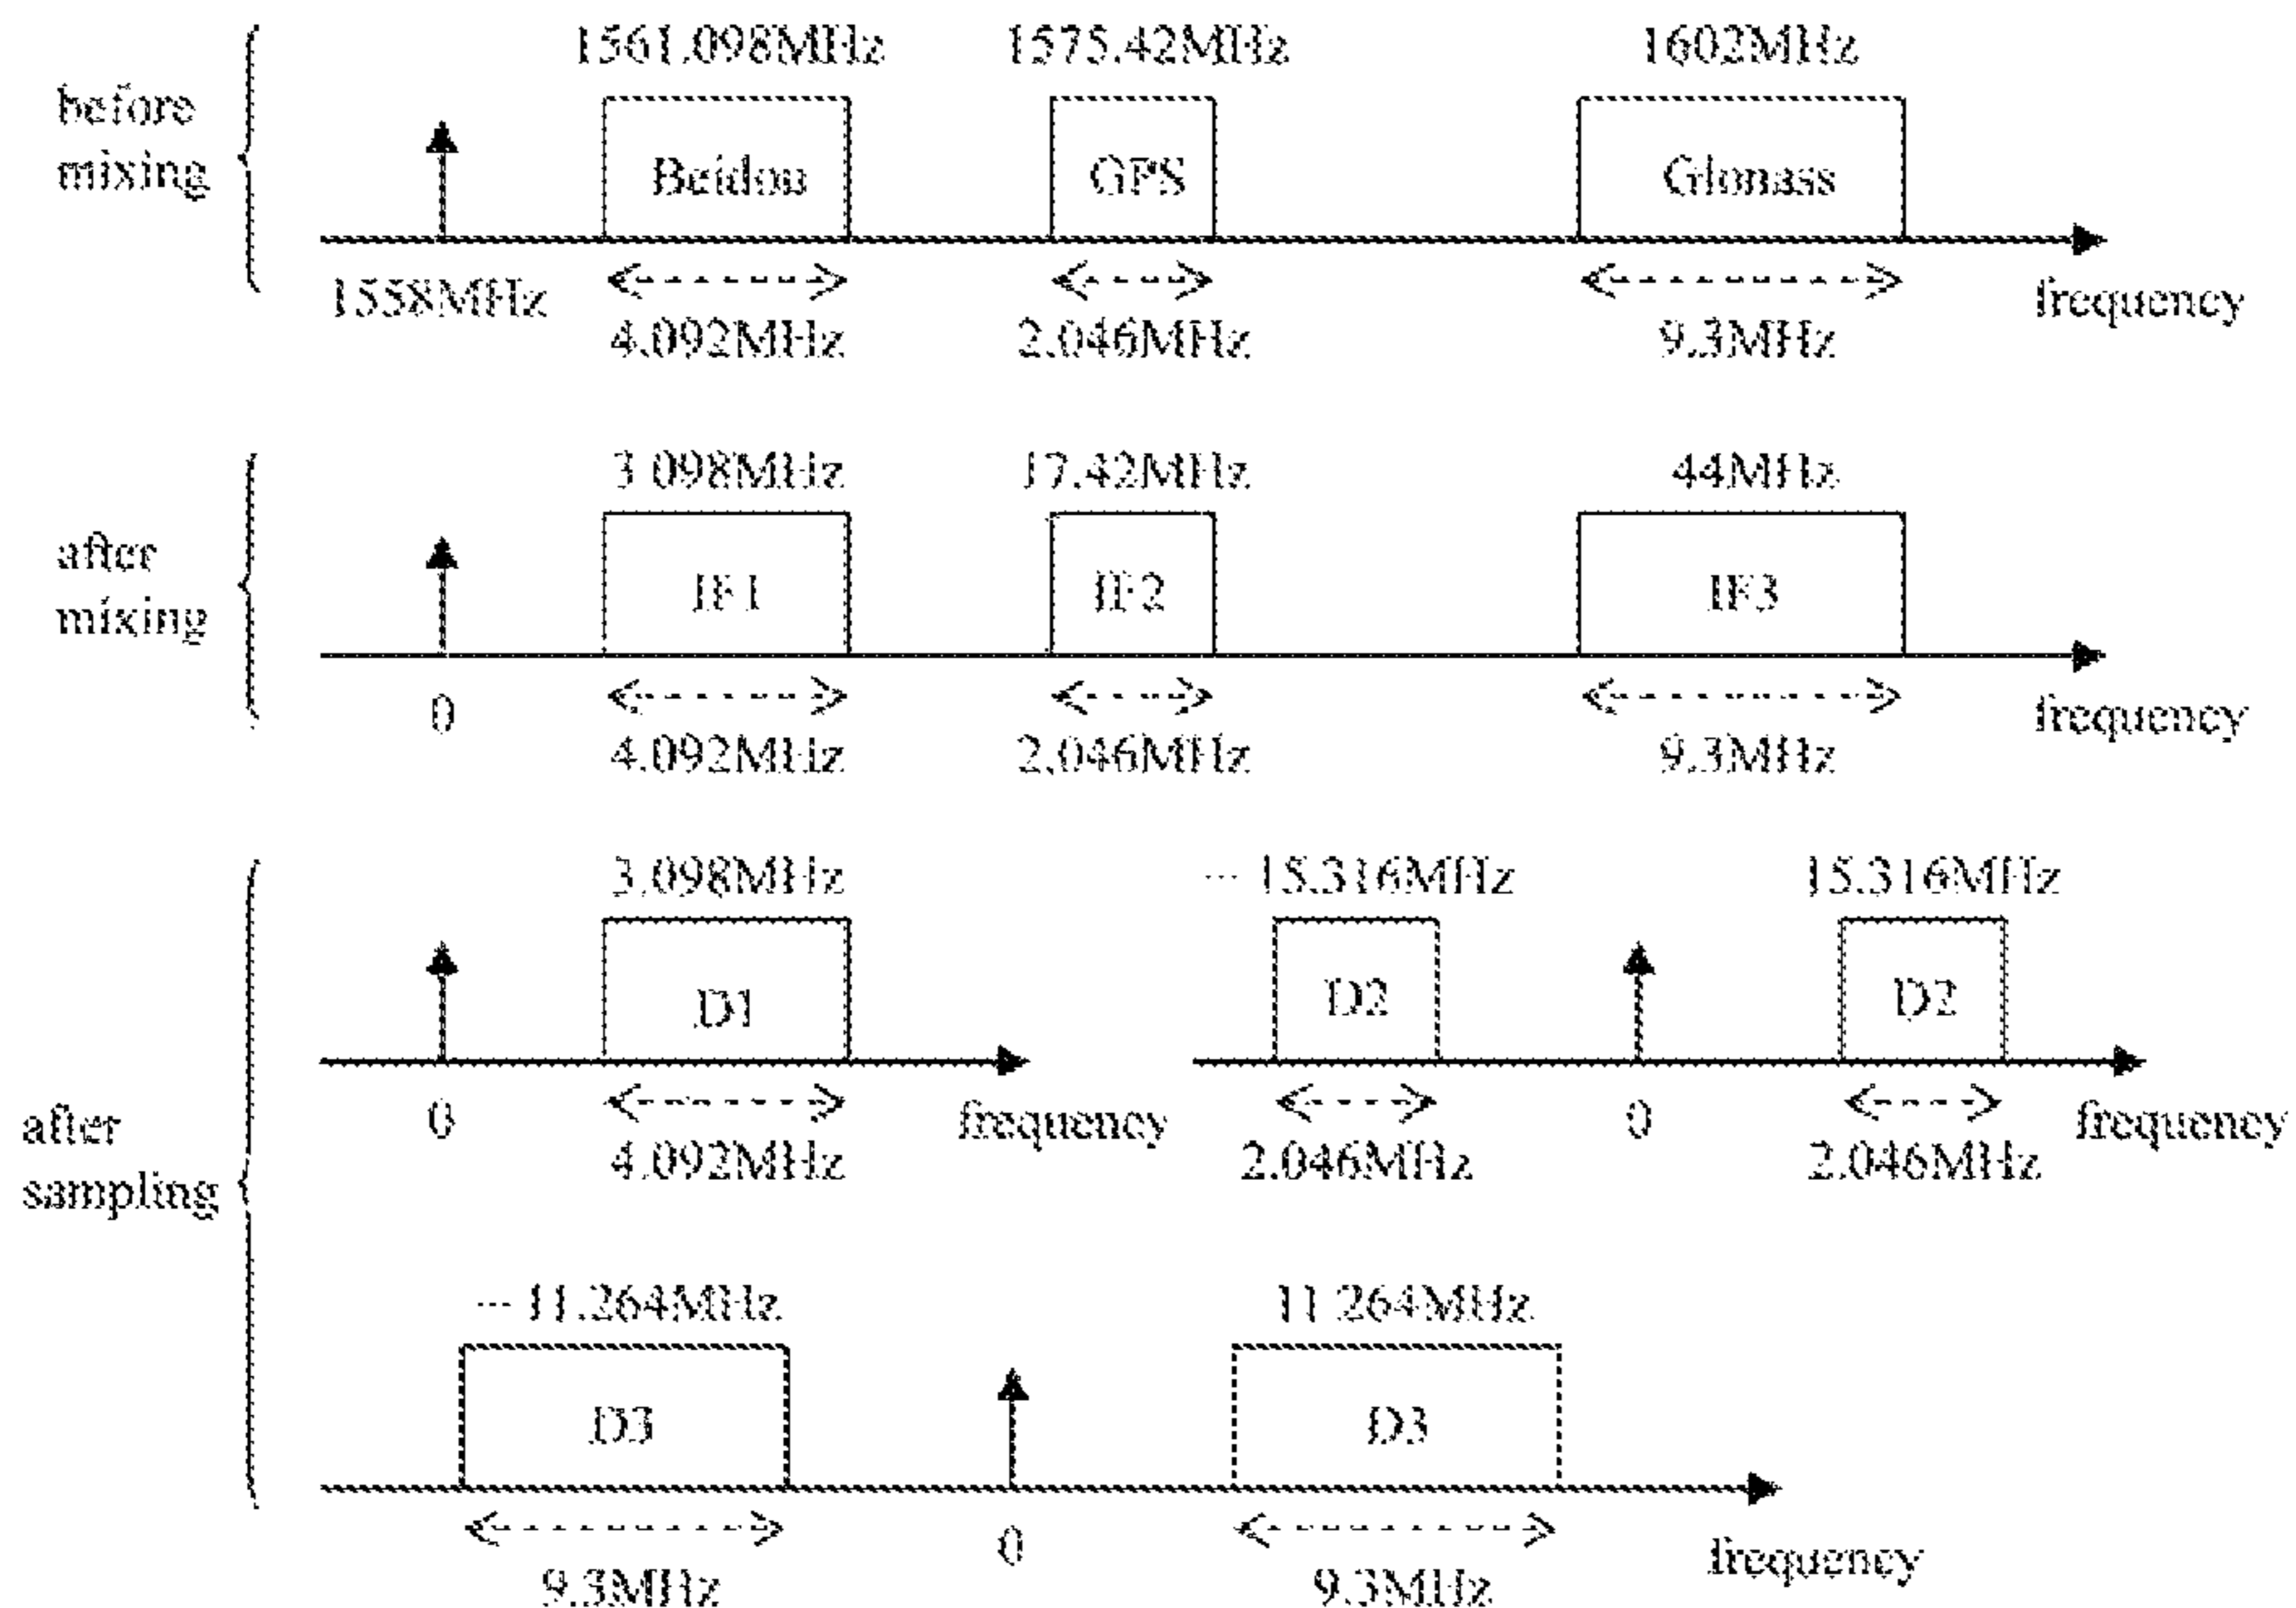 before
mixing
1561.098MHz 1575.42MHz 1602MHz
Beidou GPS Glonass
1558MHz
4.092MHz 2.046MHz 9.3MHz
frequency
after
mixing
3.098MHz 17.42MHz 44MHz
IF1 IF2 IF3
0
4.092MHz 2.046MHz 9.3MHz
frequency
after
sampling
3.098MHz
D1
0
4.092MHz
frequency
- 15.316MHz 15.316MHz
D2 D2
0
2.046MHz 2.046MHz
frequency
- 11.264MHz 11.264MHz
D3 D3
0
9.3MHz 9.3MHz
frequency